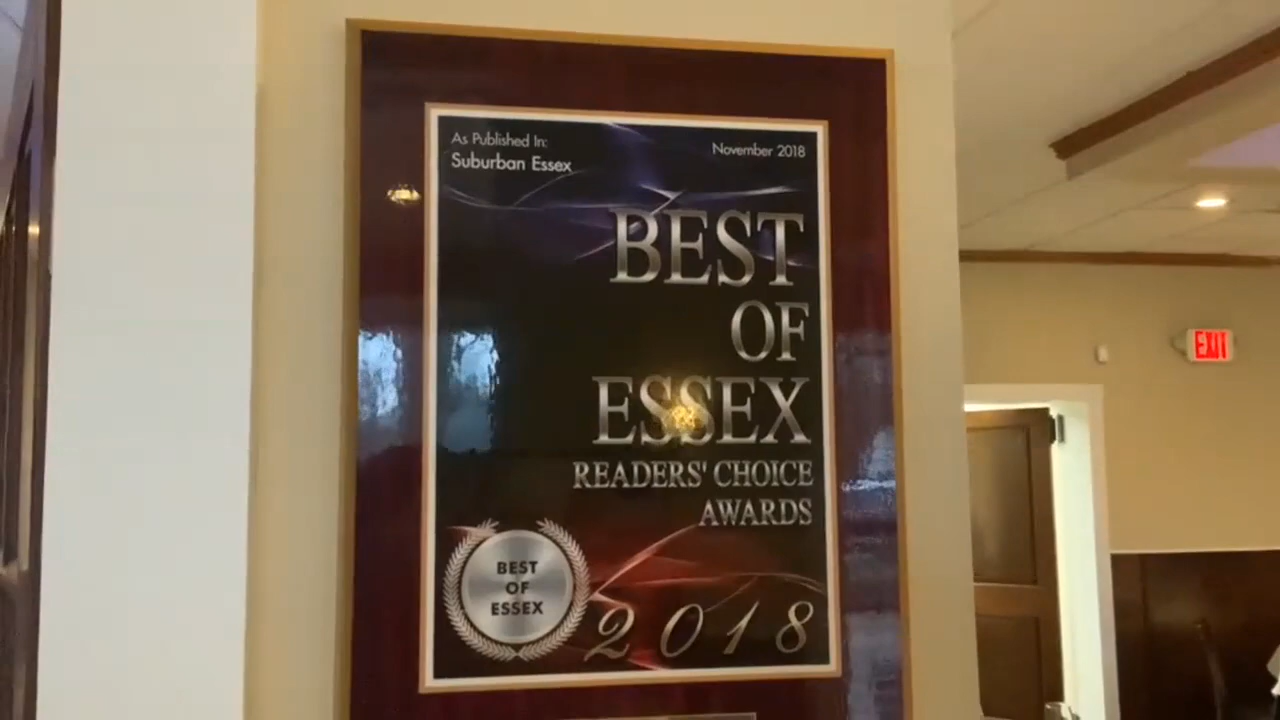 As Published In:
Suburban Essex
November 2018
BEST
OF
ESSEX
READERS' CHOICE
AWARDS
BEST
OF
ESSEX
2018
EXIT